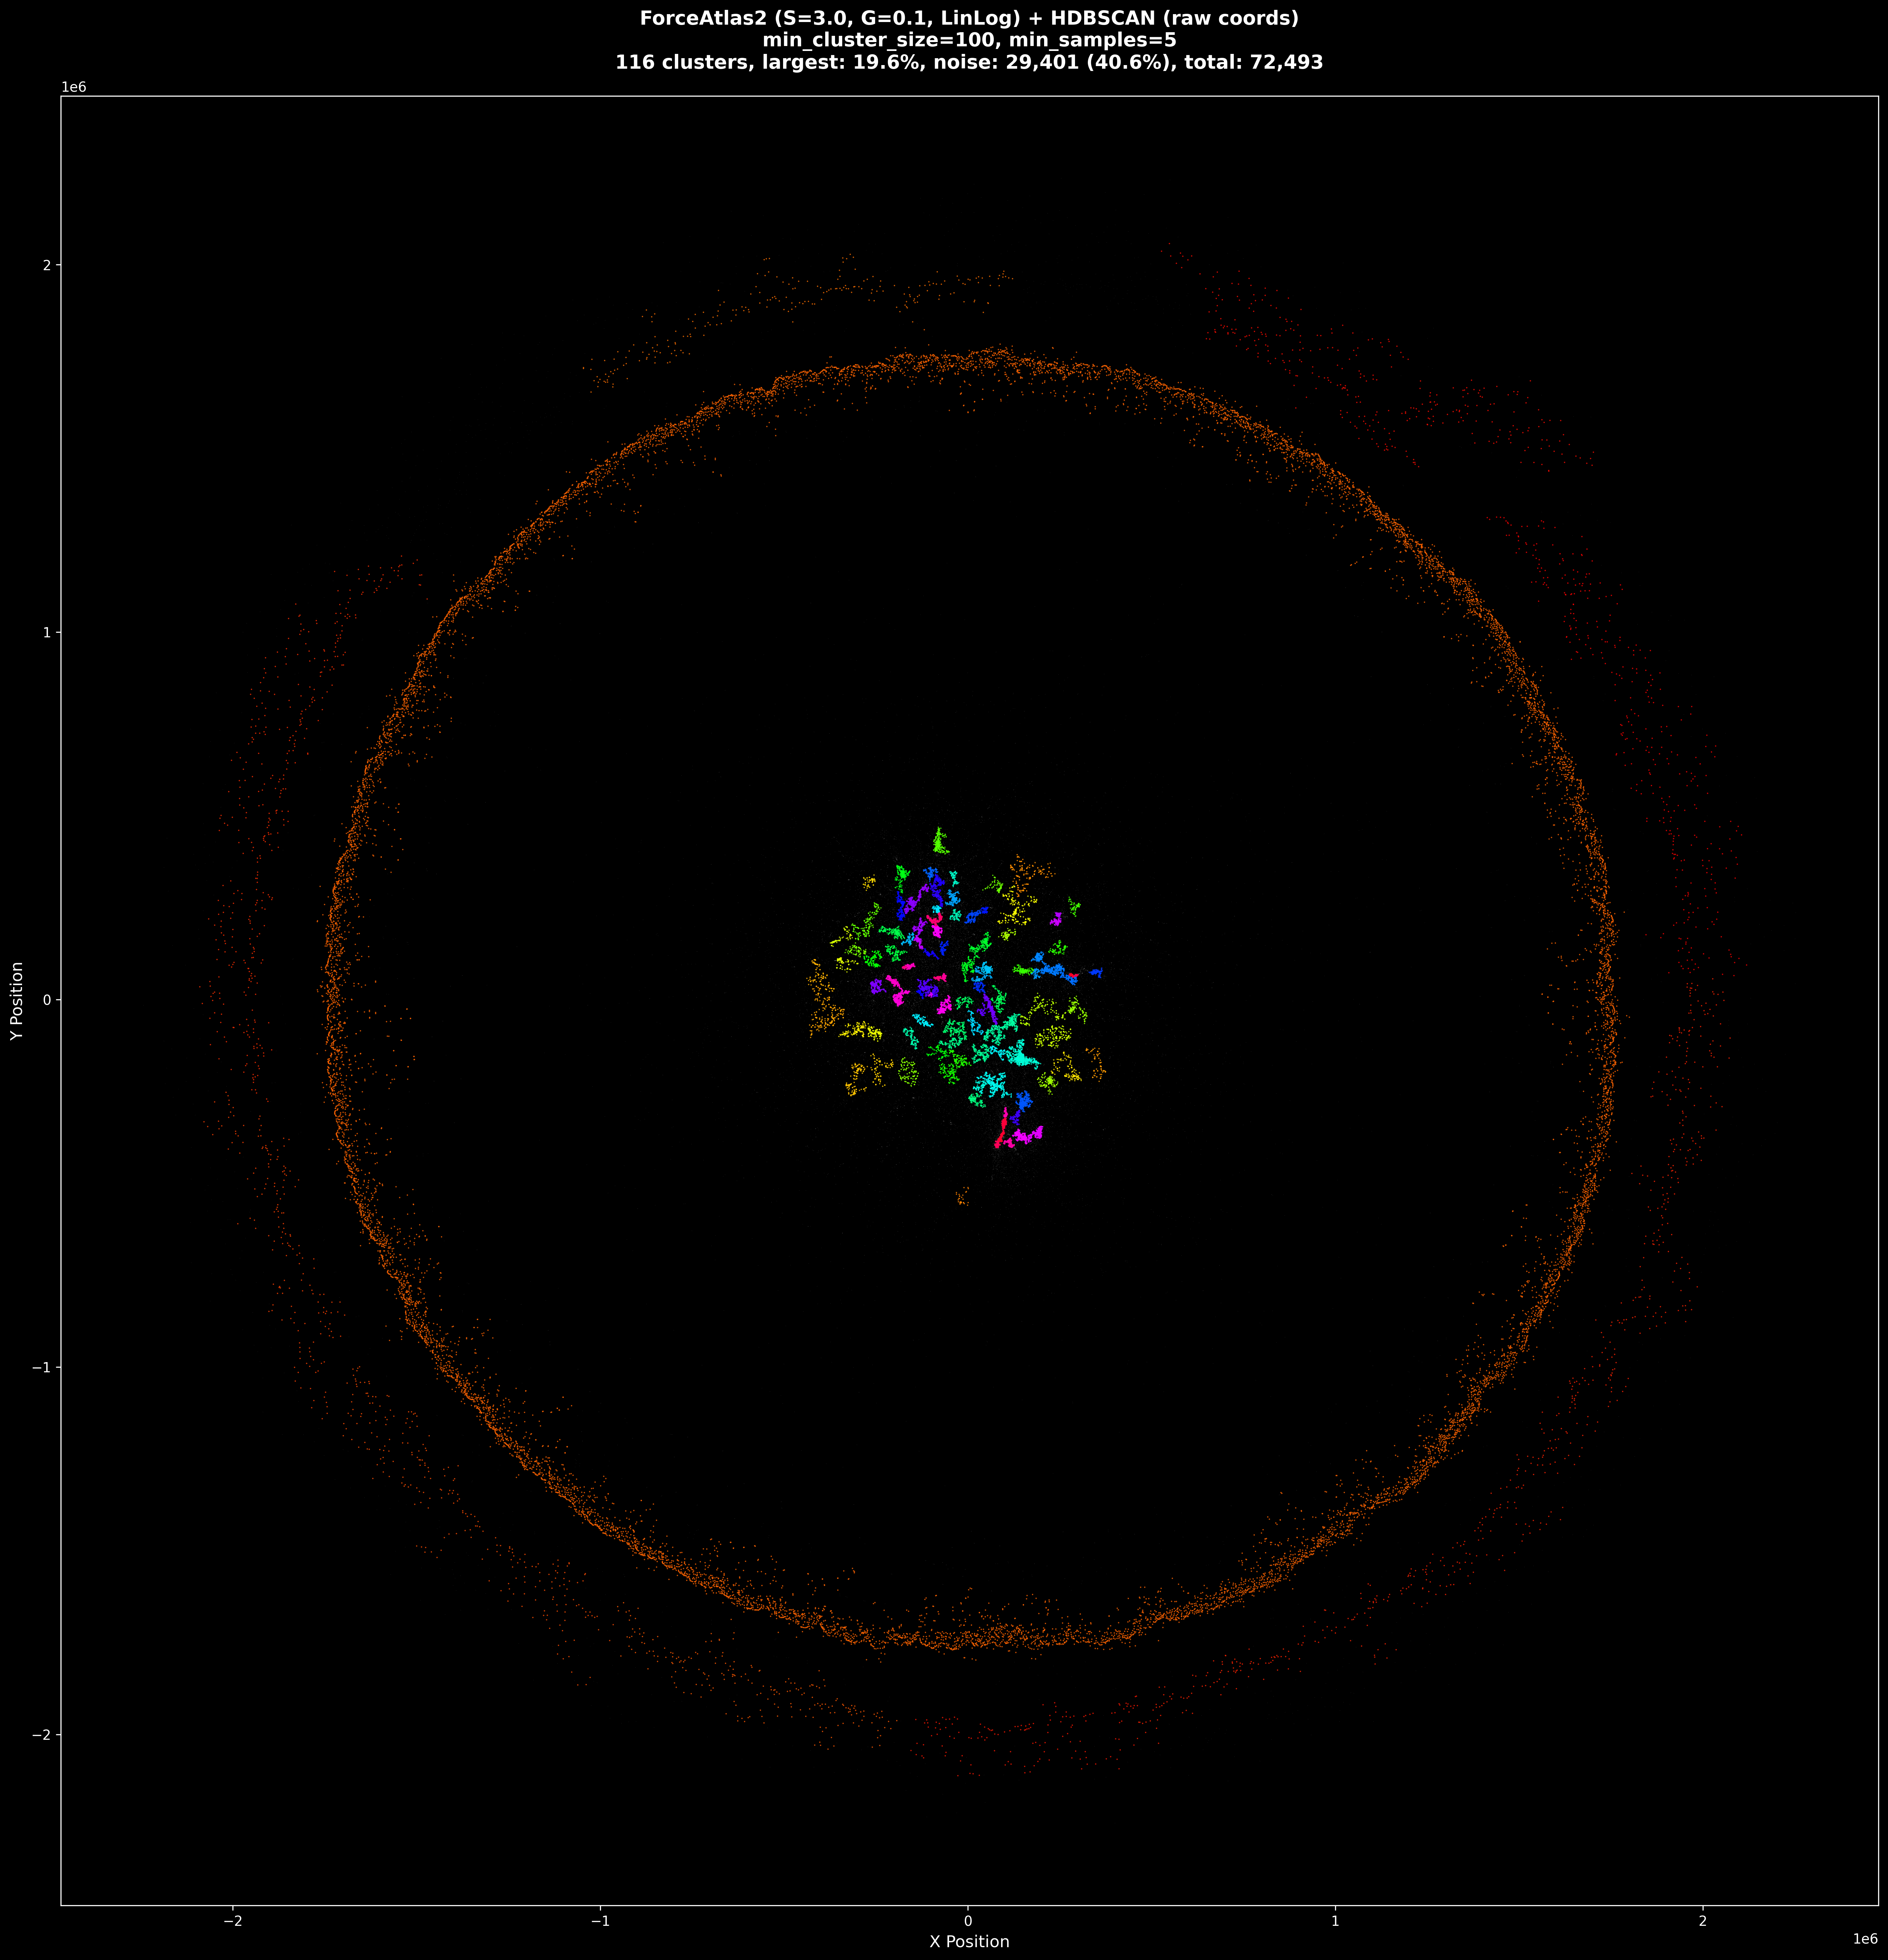 ForceAtlas2 (S=3.0, G=0.1, LinLog) + HDBSCAN (raw coords)
min_cluster_size=100, min_samples=5
116 clusters, largest: 19.6%, noise: 29,401 (40.6%), total: 72,493
1e6
2
1
0
−1
−2
Y Position
−2
−1
0
1
2
X Position
1e6